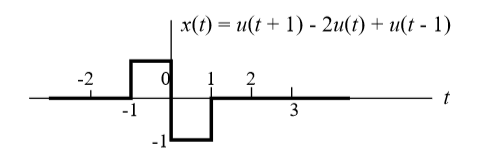 x(t) = u(t + 1) - 2u(t) + u(t - 1)
-2 0 1 2
t
-1 3
-1